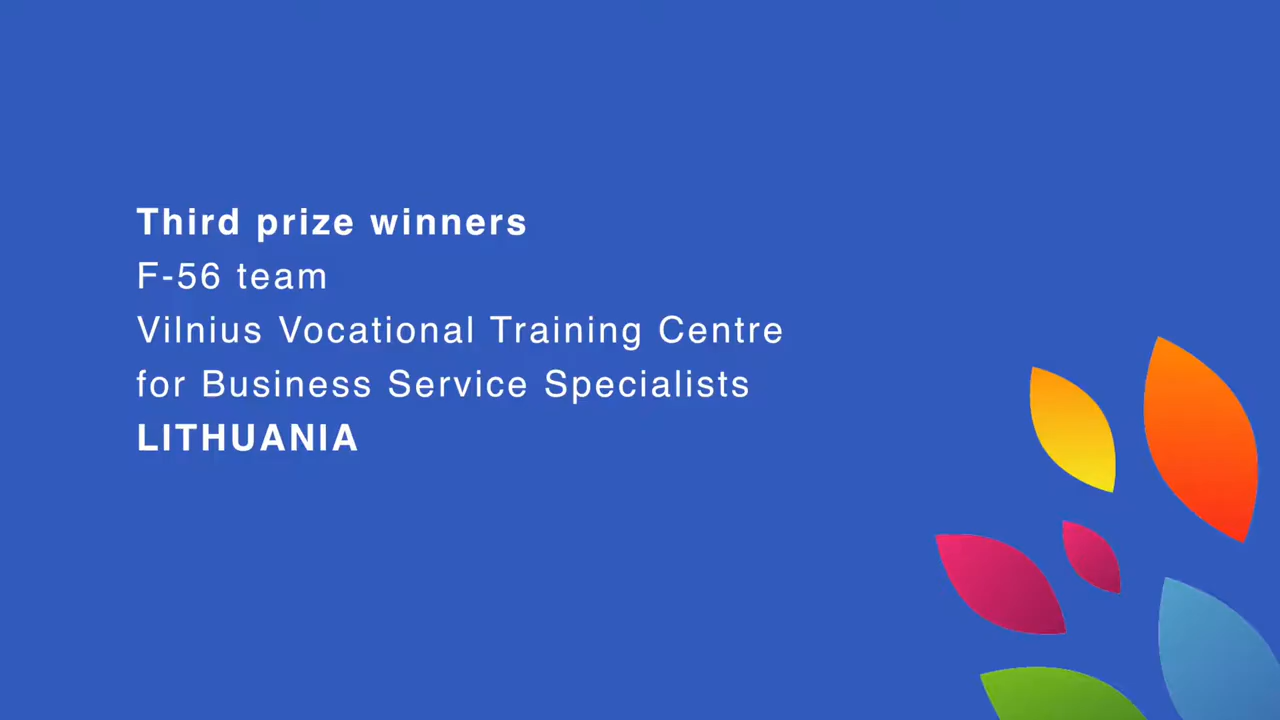 Third prize winners
F-56 team
Vilnius Vocational Training Centre
for Business Service Specialists
LITHUANIA